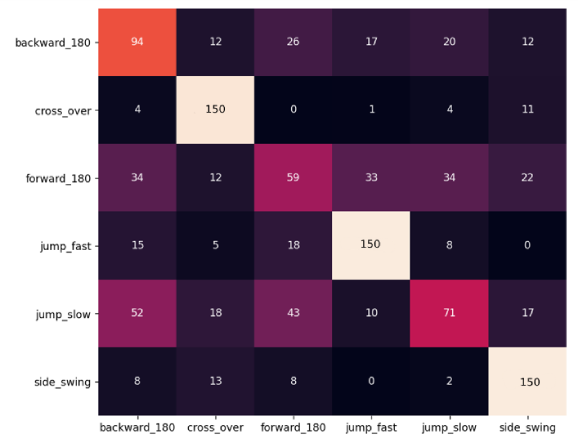 backward_180 94 12 26 17 20 12
cross_over 4 150 0 1 4 11
forward_180 34 12 59 33 34 22
jump_fast 15 5 18 150 8 0
jump_slow 52 18 43 10 71 17
side_swing 8 13 8 0 2 150
backward_180 cross_over forward_180 jump_fast jump_slow side_swing